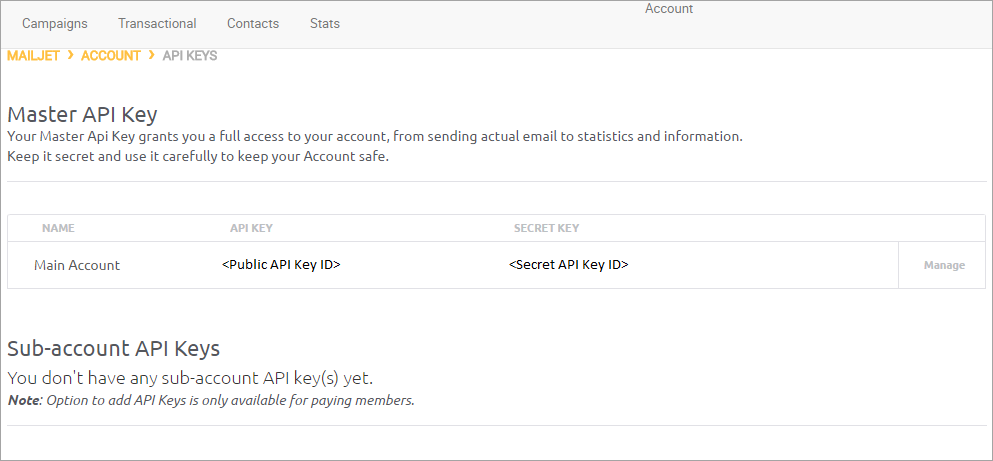 Campaigns Transactional Contacts Stats Account
MAILJET › ACCOUNT › API KEYS
Master API Key
Your Master Api Key grants you a full access to your account, from sending actual email to statistics and information.
Keep it secret and use it carefully to keep your Account safe.
NAME API KEY SECRET KEY
Main Account <Public API Key ID> <Secret API Key ID> Manage
Sub-account API Keys
You don't have any sub-account API key(s) yet.
Note: Option to add API Keys is only available for paying members.